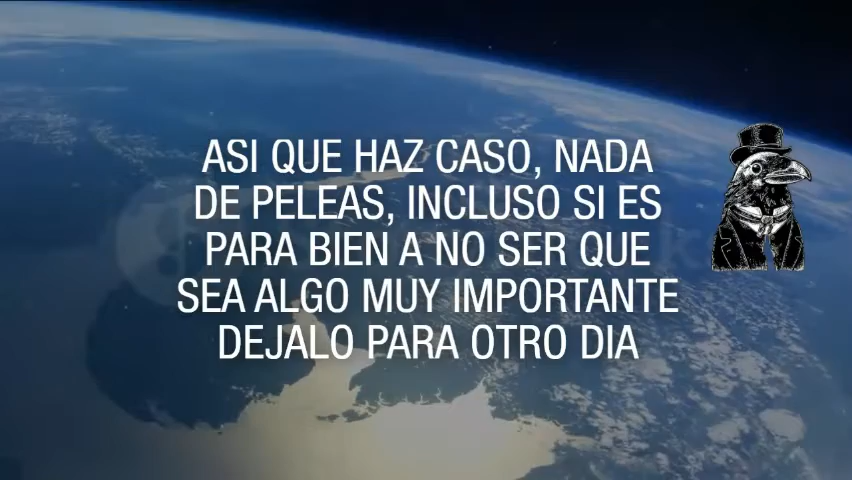 ASI QUE HAZ CASO, NADA
DE PELEAS, INCLUSO SI ES
PARA BIEN A NO SER QUE
SEA ALGO MUY IMPORTANTE
DEJALO PARA OTRO DIA